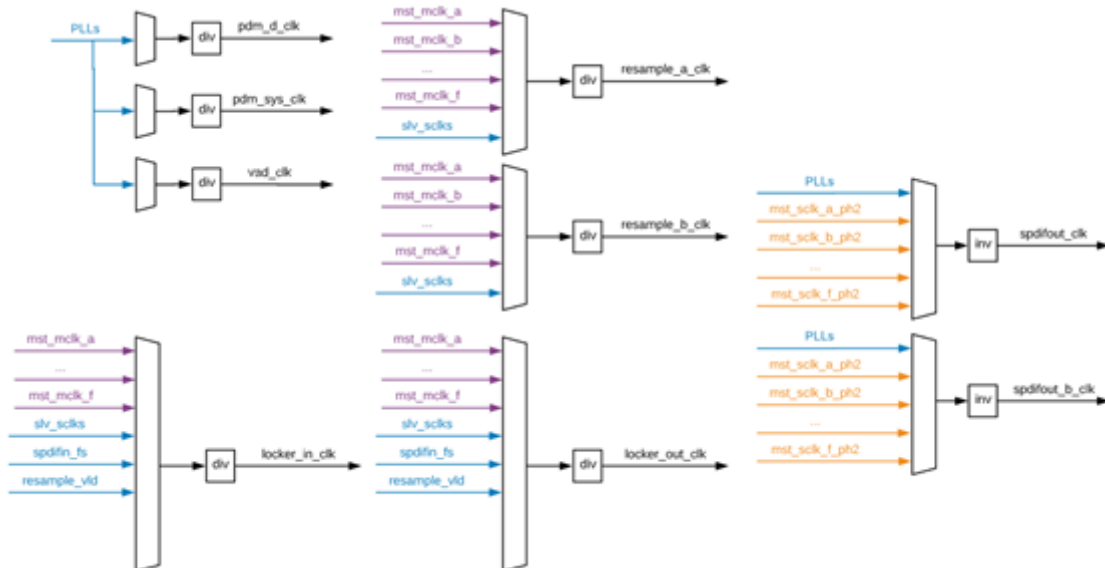 PLLs
div
pdm_d_clk
div
pdm_sys_clk
div
vad_clk
mst_mclk_a
mst_mclk_b
...
mst_mclk_f
slv_sclks
div
resample_a_clk
mst_mclk_a
mst_mclk_b
...
mst_mclk_f
slv_sclks
div
resample_b_clk
PLLs
mst_sclk_a_ph2
mst_sclk_b_ph2
...
mst_sclk_f_ph2
inv
spdifout_clk
mst_mclk_a
...
mst_mclk_f
slv_sclks
spdifin_fs
resample_vld
div
locker_in_clk
mst_mclk_a
...
mst_mclk_f
slv_sclks
spdifin_fs
resample_vld
div
locker_out_clk
PLLs
mst_sclk_a_ph2
mst_sclk_b_ph2
...
mst_sclk_f_ph2
inv
spdifout_b_clk